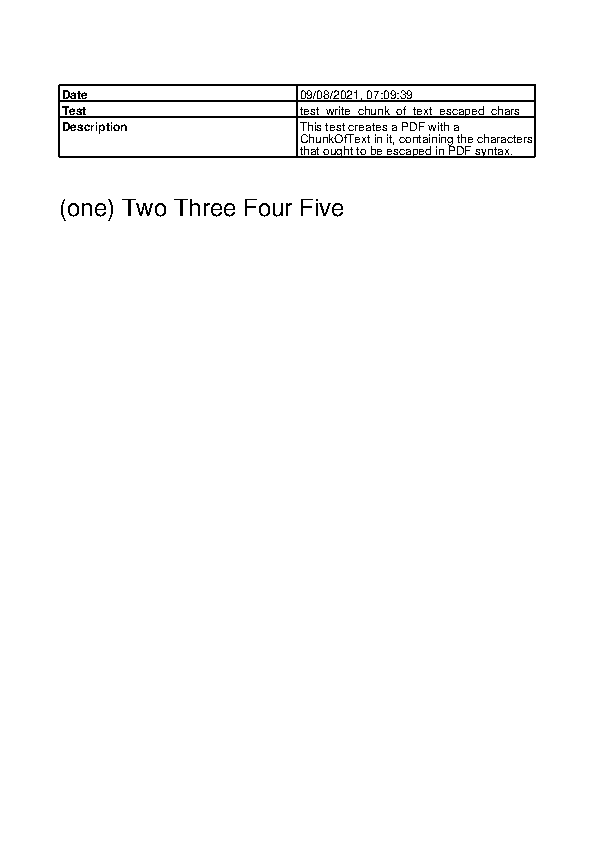 Date 09/08/2021, 07:09:39
Test test_write_chunk_of_text_escaped_chars
Description This test creates a PDF with a
ChunkOfText in it, containing the characters
that ought to be escaped in PDF syntax.
(one) Two Three Four Five